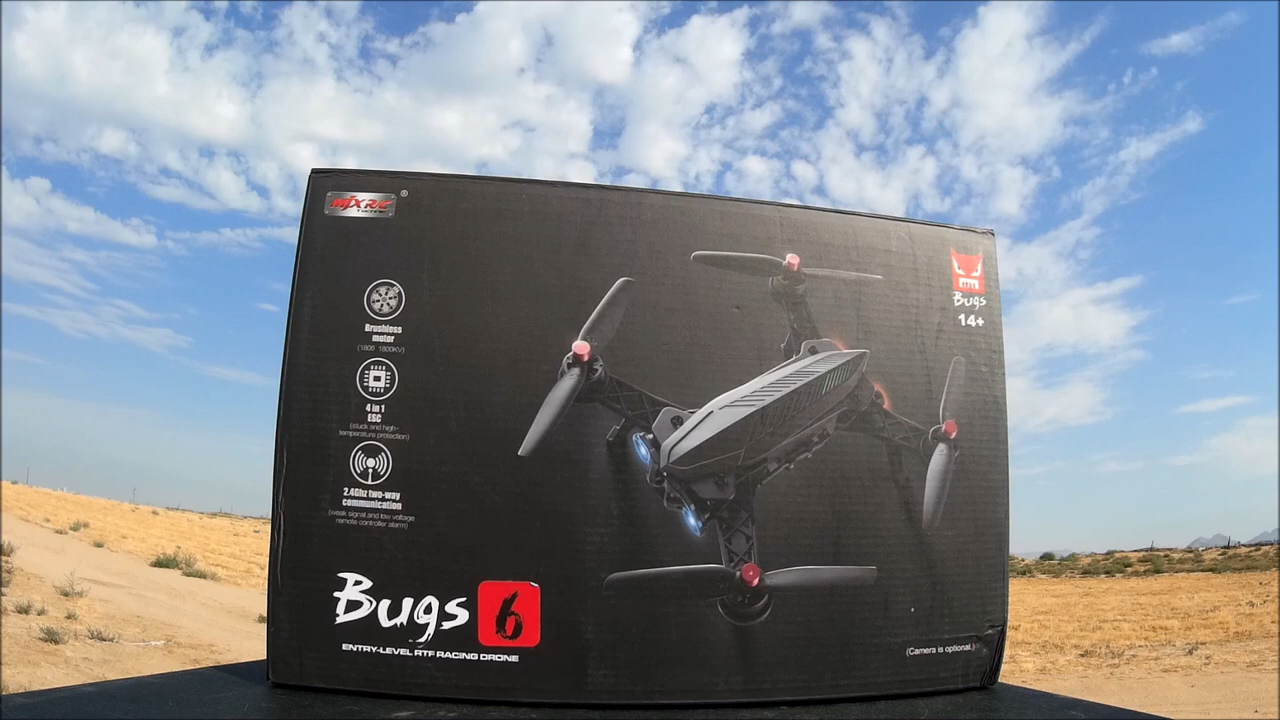 MJX R/C
TECHNIC
®
Bugs
14+
Brushless
motor
(1806 1800KV)
4 in 1
ESC
(stuck and high-
temperature protection)
2.4Ghz two-way
communication
(weak signal and low voltage
remote controller alarm)
Bugs 6
ENTRY-LEVEL RTF RACING DRONE
(Camera is optional.)